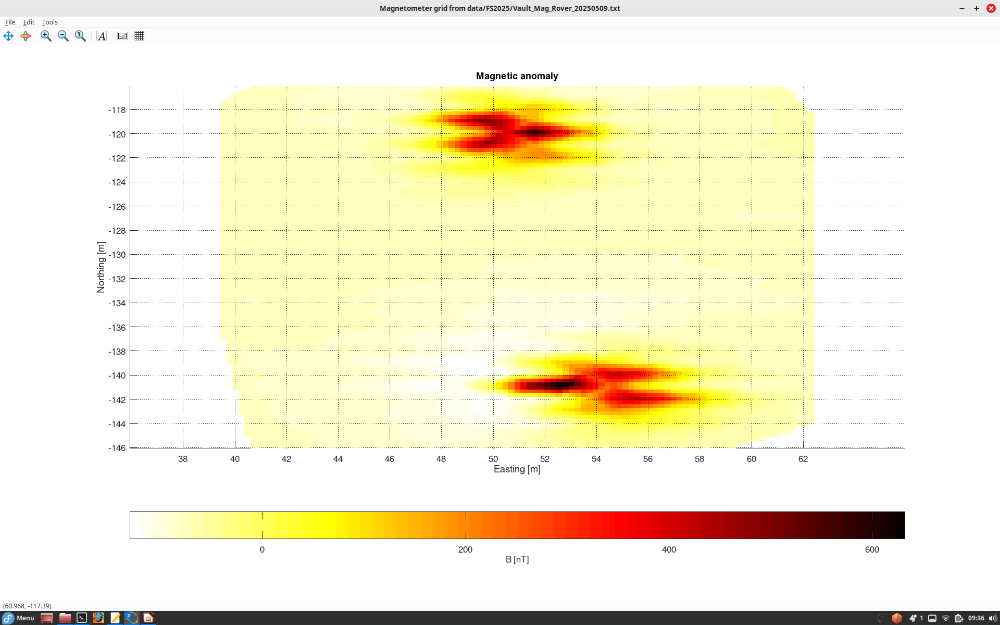 Magnetometer grid from data/FS2025/Vault_Mag_Rover_20250509.txt
File Edit Tools
1
A
Magnetic anomaly
-118
-120
-122
-124
-126
-128
-130
-132
-134
-136
-138
-140
-142
-144
-146
Northing [m]
38 40 42 44 46 48 50 52 54 56 58 60 62
Easting [m]
0 200 400 600
B [nT]
(60.968, -117.39)
Menu >_ 2 1 09:36